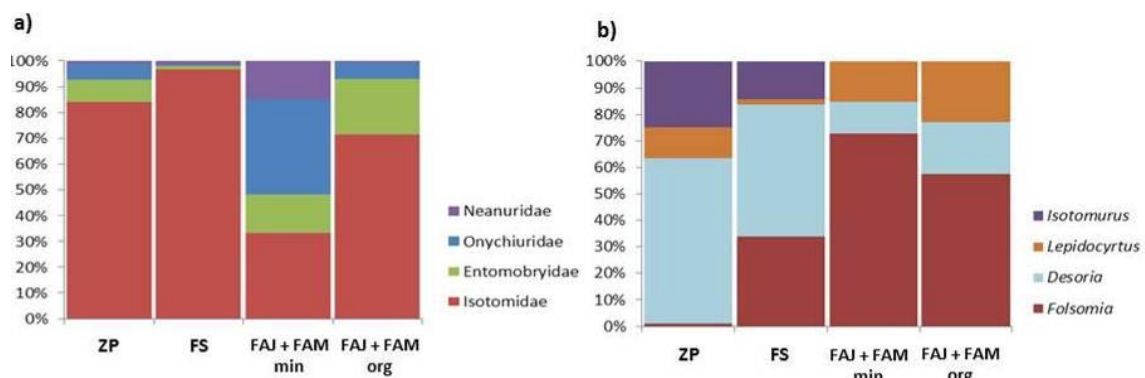 a)
100%
90%
80%
70%
60%
50%
40%
30%
20%
10%
0%
ZP
FS
FAJ + FAM
min
FAJ + FAM
org
Neanuridae
Onychiuridae
Entomobryidae
Isotomidae
b)
100%
90%
80%
70%
60%
50%
40%
30%
20%
10%
0%
ZP
FS
FAJ + FAM
min
FAJ + FAM
org
Isotomurus
Lepidocyrtus
Desoria
Folsomia